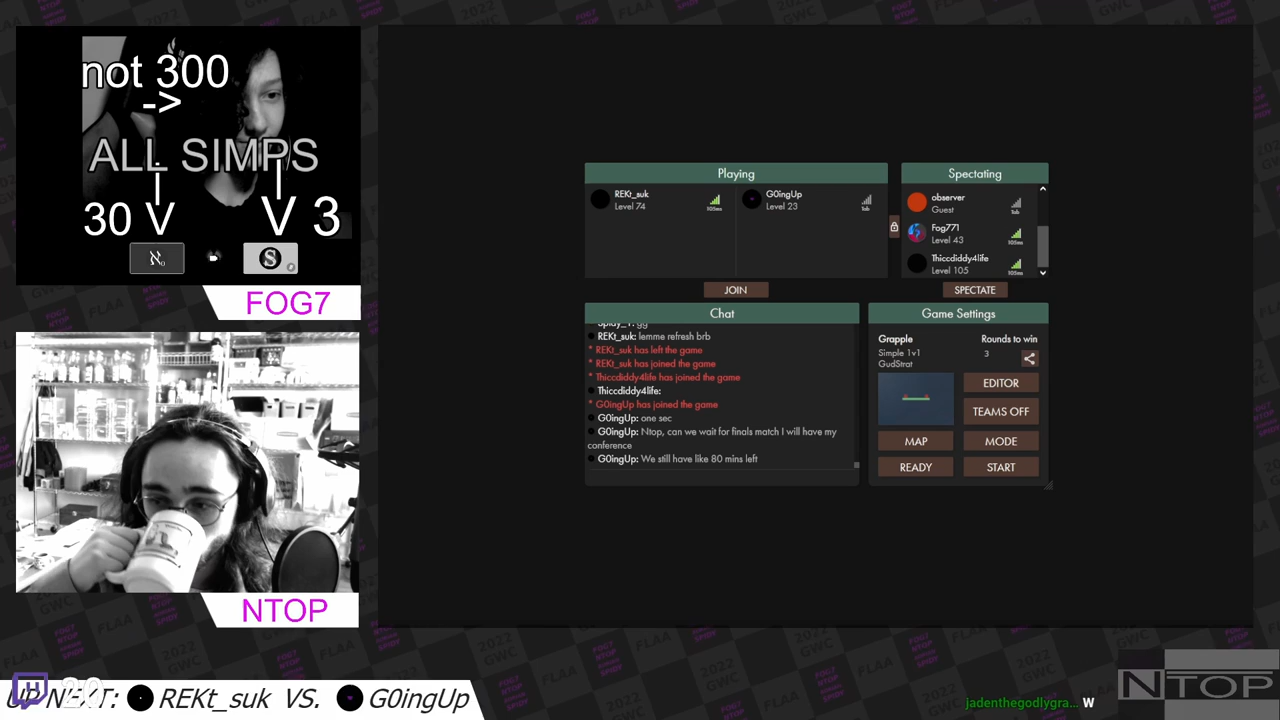 not 300
->
ALL SIMPS
30 V
V 3
FOG7
NTOP
Playing
REKt_suk
Level 74
105ms
G0ingUp
Level 23
Spectating
observer
Guest
Fog771
Level 43
105ms
Thiccdiddy4life
Level 105
105ms
JOIN
SPECTATE
Chat
gg
REKt_suk: lemme refresh brb
* REKt_suk has left the game
* REKt_suk has joined the game
* Thiccdiddy4life has joined the game
Thiccdiddy4life:
* G0ingUp has joined the game
G0ingUp: one sec
G0ingUp: Ntop, can we wait for finals match I will have my
conference
G0ingUp: We still have like 80 mins left
Game Settings
Grapple
Simple 1v1
GudStrat
Rounds to win
3
EDITOR
TEAMS OFF
MAP
MODE
READY
START
UP NEXT: REKt_suk VS. G0ingUp
jadenthegodlygra... W
NTOP